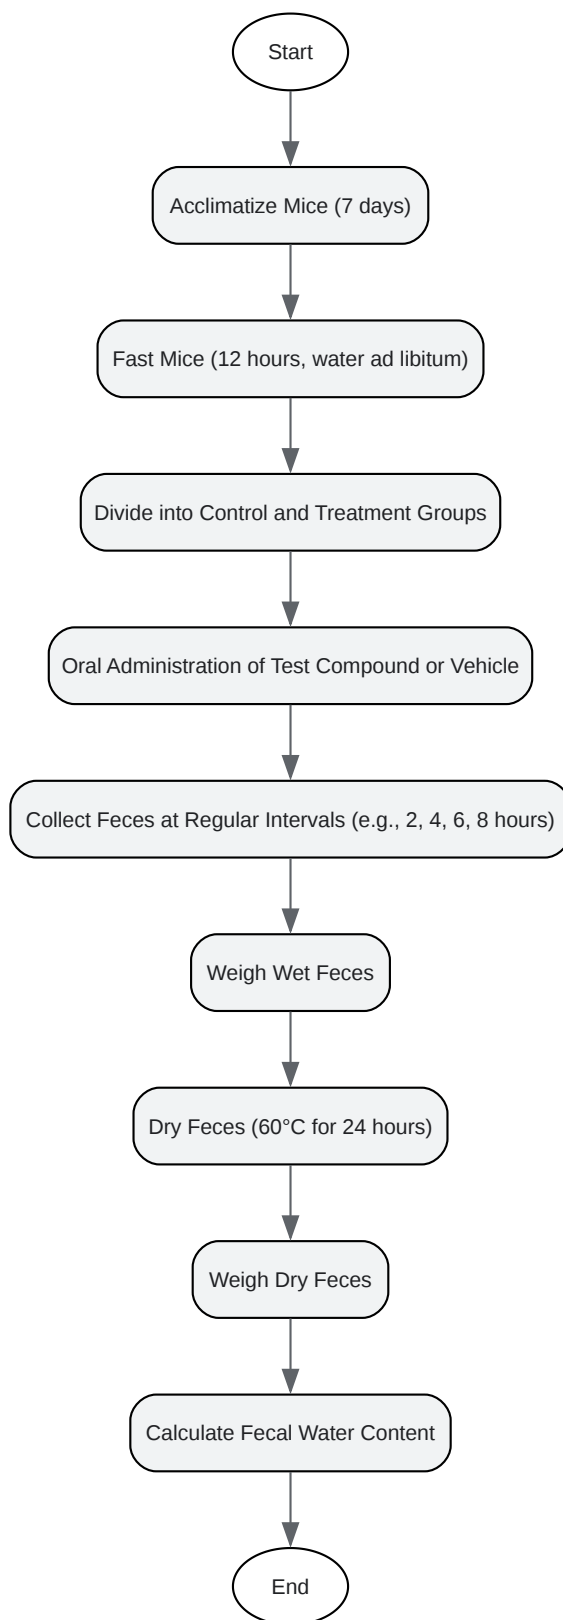 Start
Acclimatize Mice (7 days)
Fast Mice (12 hours, water ad libitum)
Divide into Control and Treatment Groups
Oral Administration of Test Compound or Vehicle
Collect Feces at Regular Intervals (e.g., 2, 4, 6, 8 hours)
Weigh Wet Feces
Dry Feces (60°C for 24 hours)
Weigh Dry Feces
Calculate Fecal Water Content
End